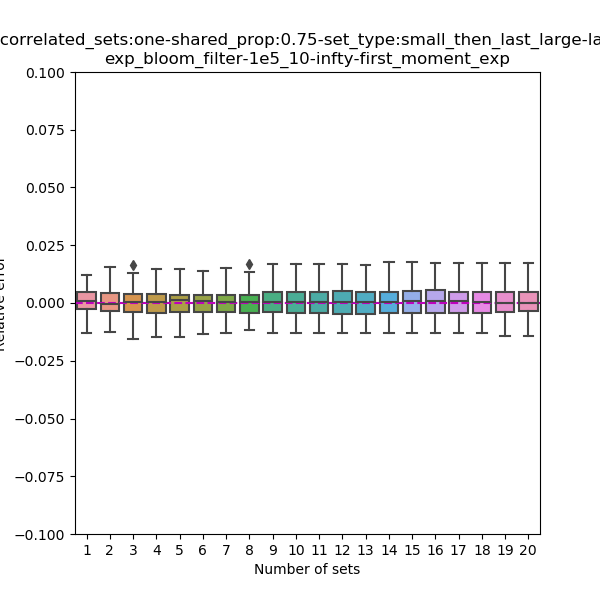 correlated_sets:one-shared_prop:0.75-set_type:small_then_last_large-la
exp_bloom_filter-1e5_10-infty-first_moment_exp
0.100
0.075
0.050
0.025
0.000
−0.025
−0.050
−0.075
−0.100
Relative error
1 2 3 4 5 6 7 8 9 10 11 12 13 14 15 16 17 18 19 20
Number of sets